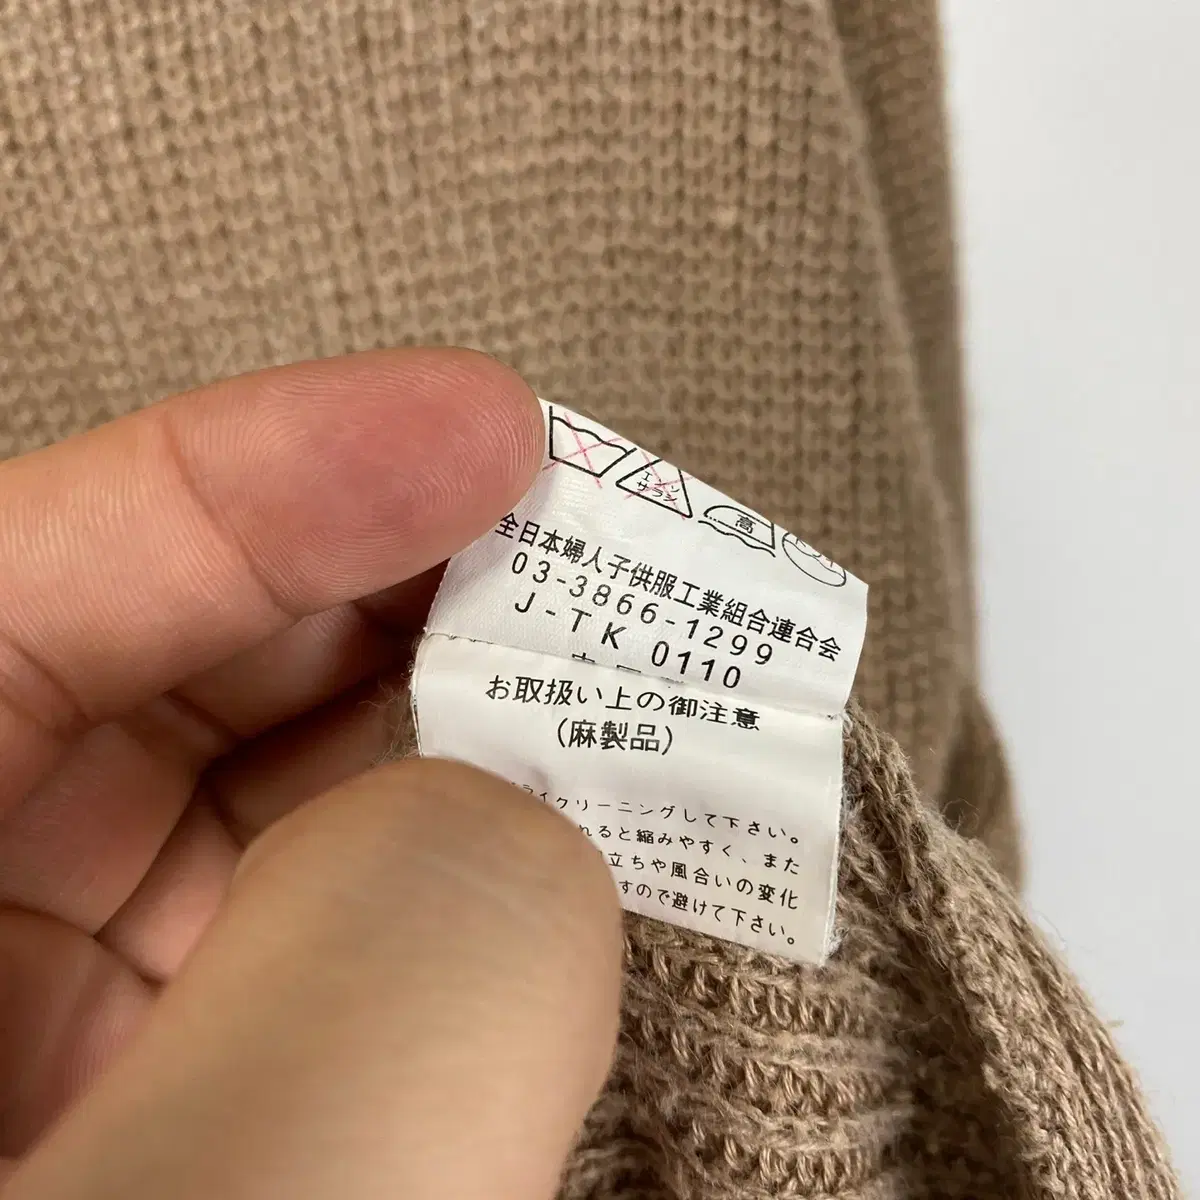 エンソ
サラシ
高
ドライ
全日本婦人子供服工業組合連合会
03-3866-1299
J-TK 0110
お取扱い上の御注意
(麻製品)
ライクリーニングして下さい。
れると縮みやすく、また
立ちや風合いの変化
すので避けて下さい。